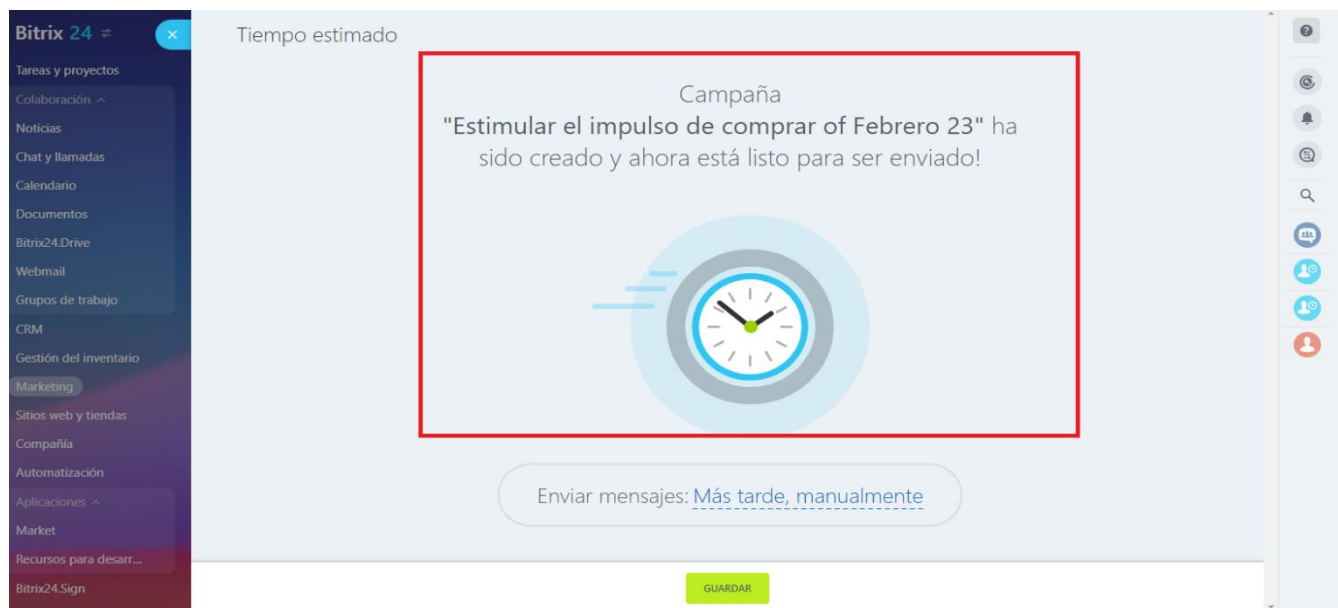 Bitrix 24
Tareas y proyectos
Colaboración
Noticias
Chat y llamadas
Calendario
Documentos
Bitrix24.Drive
Webmail
Grupos de trabajo
CRM
Gestión del inventario
Marketing
Sitios web y tiendas
Compañía
Automatización
Aplicaciones
Market
Recursos para desarr...
Bitrix24.Sign
Tiempo estimado
Campaña
"Estimular el impulso de comprar of Febrero 23" ha
sido creado y ahora está listo para ser enviado!
Enviar mensajes: Más tarde, manualmente
GUARDAR